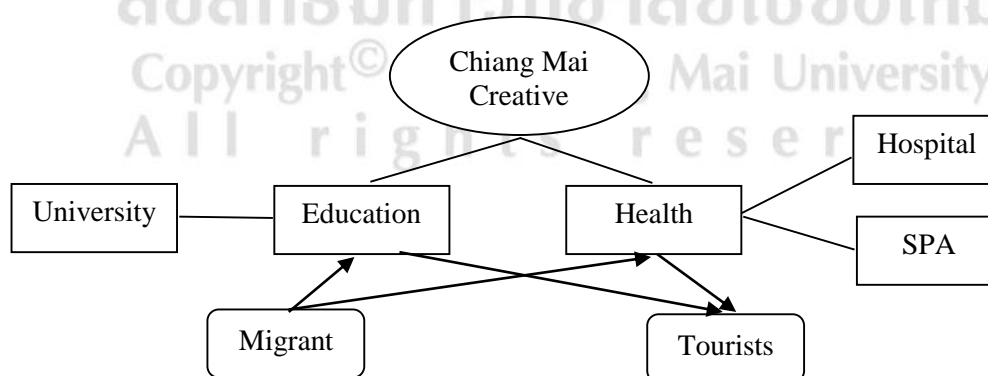 Chiang Mai
Creative
Copyright© Mai University
All rights reser
Hospital
University
Education
Health
SPA
Migrant
Tourists